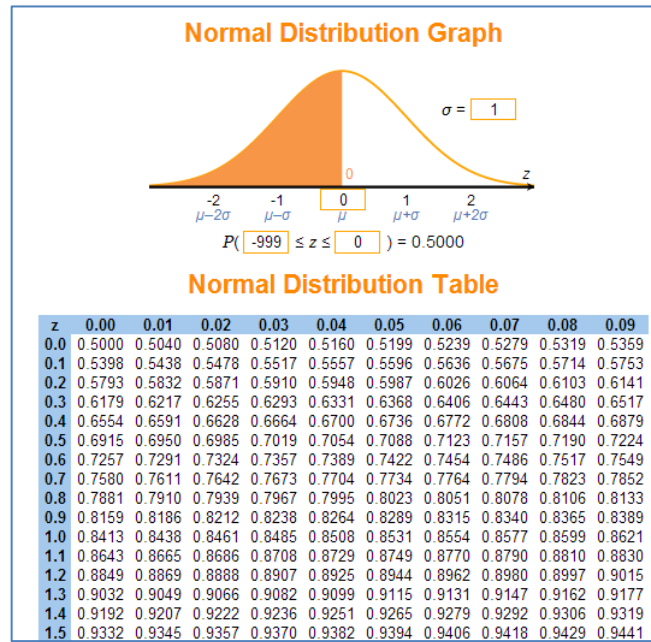 Normal Distribution Graph
σ = 1
0
z
-2 -1 0 1 2
μ–2σ μ–σ μ μ+σ μ+2σ
P( -999 ≤ z ≤ 0 ) = 0.5000
Normal Distribution Table
z 0.00 0.01 0.02 0.03 0.04 0.05 0.06 0.07 0.08 0.09
0.0 0.5000 0.5040 0.5080 0.5120 0.5160 0.5199 0.5239 0.5279 0.5319 0.5359
0.1 0.5398 0.5438 0.5478 0.5517 0.5557 0.5596 0.5636 0.5675 0.5714 0.5753
0.2 0.5793 0.5832 0.5871 0.5910 0.5948 0.5987 0.6026 0.6064 0.6103 0.6141
0.3 0.6179 0.6217 0.6255 0.6293 0.6331 0.6368 0.6406 0.6443 0.6480 0.6517
0.4 0.6554 0.6591 0.6628 0.6664 0.6700 0.6736 0.6772 0.6808 0.6844 0.6879
0.5 0.6915 0.6950 0.6985 0.7019 0.7054 0.7088 0.7123 0.7157 0.7190 0.7224
0.6 0.7257 0.7291 0.7324 0.7357 0.7389 0.7422 0.7454 0.7486 0.7517 0.7549
0.7 0.7580 0.7611 0.7642 0.7673 0.7704 0.7734 0.7764 0.7794 0.7823 0.7852
0.8 0.7881 0.7910 0.7939 0.7967 0.7995 0.8023 0.8051 0.8078 0.8106 0.8133
0.9 0.8159 0.8186 0.8212 0.8238 0.8264 0.8289 0.8315 0.8340 0.8365 0.8389
1.0 0.8413 0.8438 0.8461 0.8485 0.8508 0.8531 0.8554 0.8577 0.8599 0.8621
1.1 0.8643 0.8665 0.8686 0.8708 0.8729 0.8749 0.8770 0.8790 0.8810 0.8830
1.2 0.8849 0.8869 0.8888 0.8907 0.8925 0.8944 0.8962 0.8980 0.8997 0.9015
1.3 0.9032 0.9049 0.9066 0.9082 0.9099 0.9115 0.9131 0.9147 0.9162 0.9177
1.4 0.9192 0.9207 0.9222 0.9236 0.9251 0.9265 0.9279 0.9292 0.9306 0.9319
1.5 0.9332 0.9345 0.9357 0.9370 0.9382 0.9394 0.9406 0.9418 0.9429 0.9441